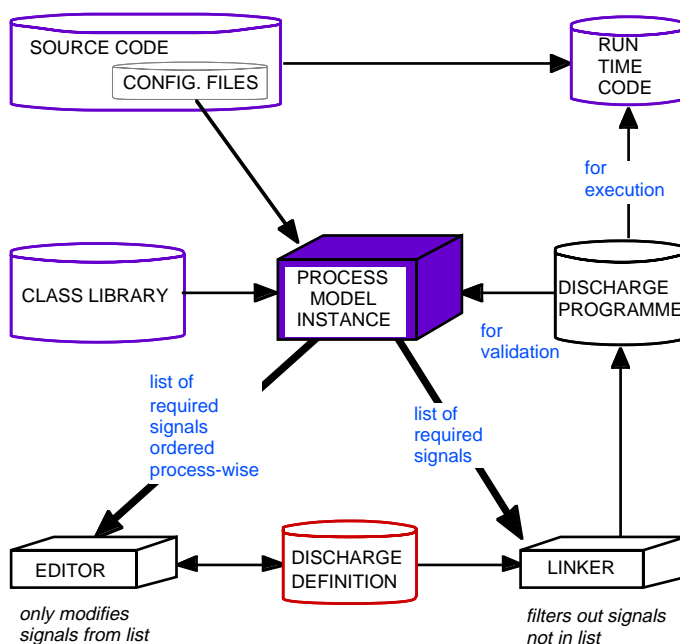 SOURCE CODE
CONFIG. FILES
RUN
TIME
CODE
for
execution
CLASS LIBRARY
PROCESS
MODEL
INSTANCE
DISCHARGE
PROGRAMME
for
validation
list of
required
signals
ordered
process-wise
list of
required
signals
EDITOR
DISCHARGE
DEFINITION
LINKER
only modifies
signals from list
filters out signals
not in list